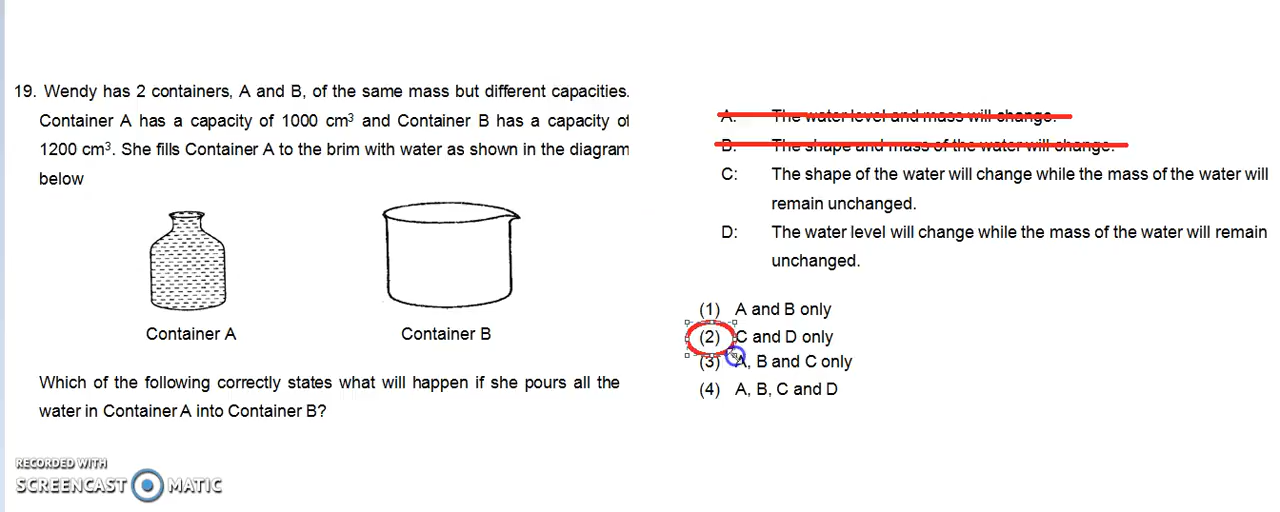 19. Wendy has 2 containers, A and B, of the same mass but different capacities.
Container A has a capacity of 1000 cm³ and Container B has a capacity of
1200 cm³. She fills Container A to the brim with water as shown in the diagram
below
Container A
Container B
Which of the following correctly states what will happen if she pours all the
water in Container A into Container B?
A: The water level and mass will change.
B: The shape and mass of the water will change.
C: The shape of the water will change while the mass of the water will
remain unchanged.
D: The water level will change while the mass of the water will remain
unchanged.
(1) A and B only
(2) C and D only
(3) A, B and C only
(4) A, B, C and D
RECORDED WITH
SCREENCAST MATIC